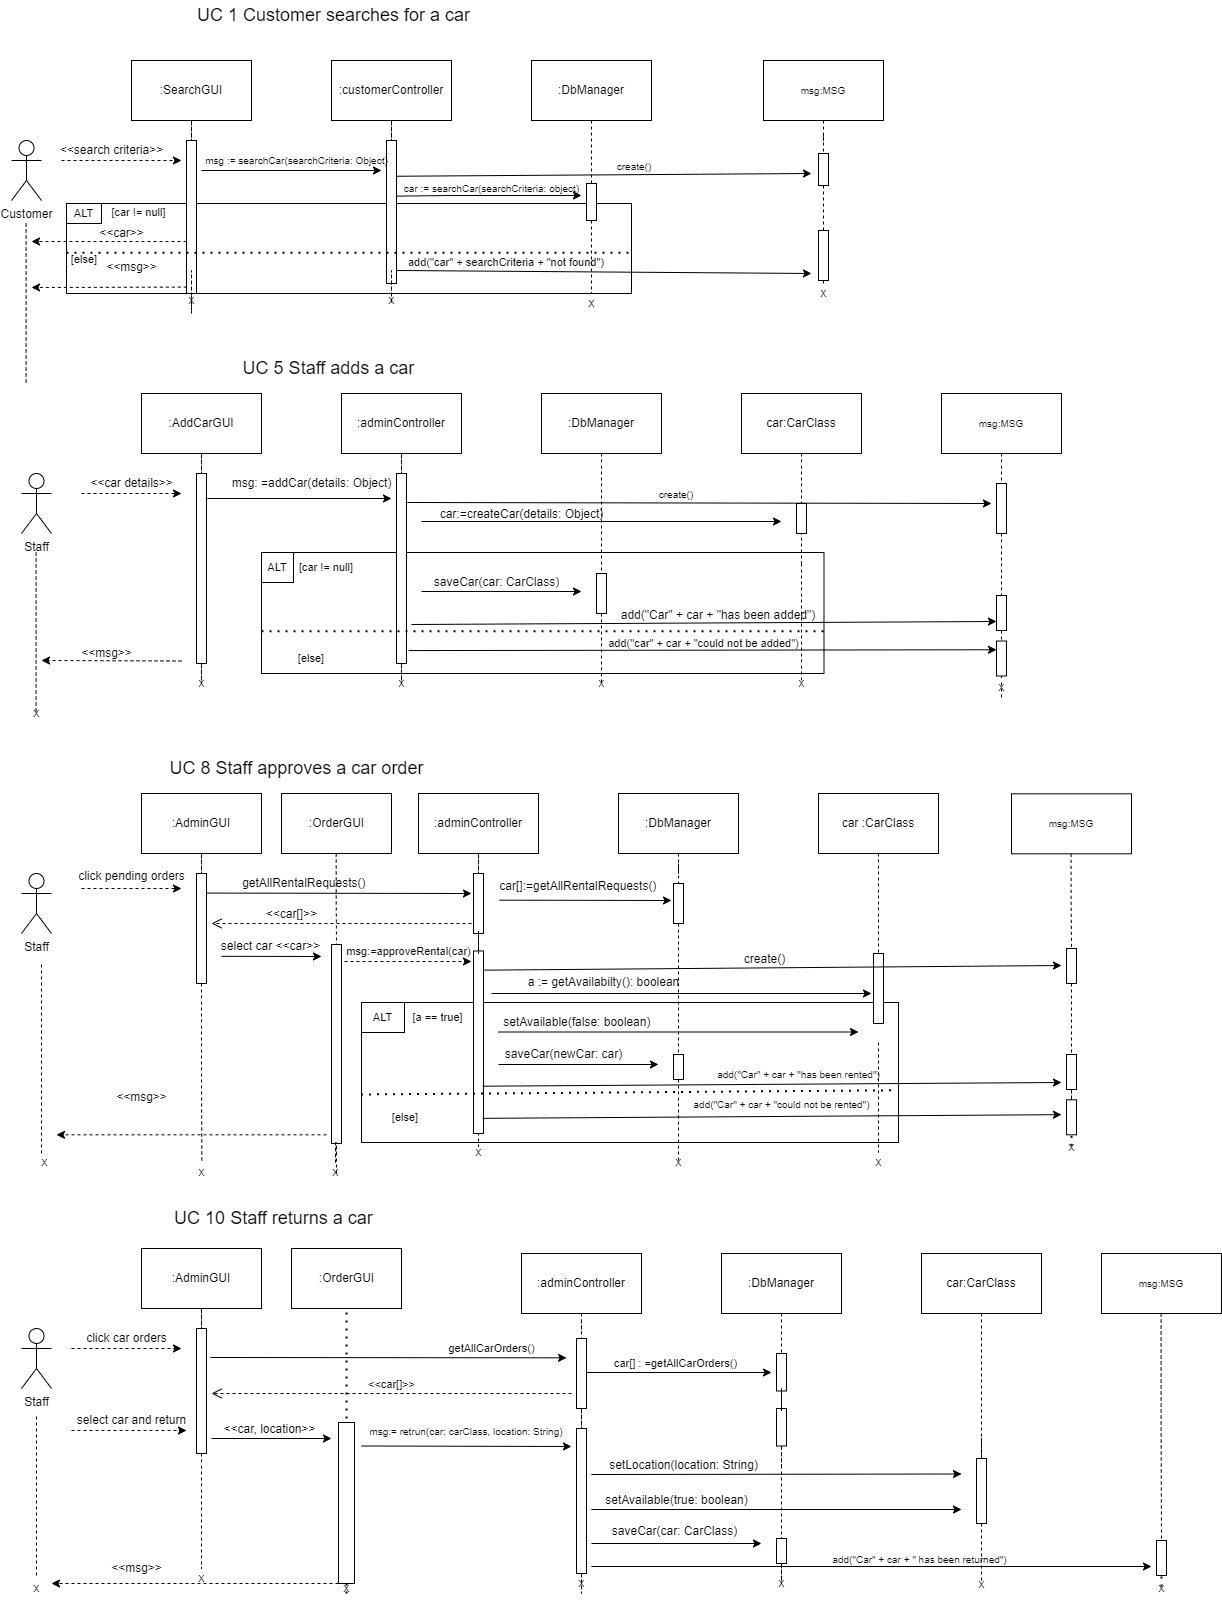 UC 1 Customer searches for a car
:SearchGUI
:customerController
:DbManager
msg:MSG
<<search criteria>>
msg := searchCar(searchCriteria: Object)
create()
car := searchCar(searchCriteria: object)
Customer
ALT
[car != null]
<<car>>
[else]
<<msg>>
add("car" + searchCriteria + "not found")
X
X
X
X
UC 5 Staff adds a car
:AddCarGUI
:adminController
:DbManager
car:CarClass
msg:MSG
<<car details>>
msg: =addCar(details: Object)
create()
car:=createCar(details: Object)
Staff
ALT
[car != null]
saveCar(car: CarClass)
add("Car" + car + "has been added")
add("car" + car + "could not be added")
<<msg>>
[else]
X
X
X
X
X
X
UC 8 Staff approves a car order
:AdminGUI
:OrderGUI
:adminController
:DbManager
car :CarClass
msg:MSG
click pending orders
getAllRentalRequests()
car[]:=getAllRentalRequests()
<<car[]>>
Staff
select car <<car>>
msg:=approveRental(car)
create()
a := getAvailabilty(): boolean
ALT
[a == true]
setAvailable(false: boolean)
saveCar(newCar: car)
add("Car" + car + "has been rented")
<<msg>>
add("Car" + car + "could not be rented")
[else]
X
X
X
X
X
X
X
UC 10 Staff returns a car
:AdminGUI
:OrderGUI
:adminController
:DbManager
car:CarClass
msg:MSG
click car orders
getAllCarOrders()
car[] : =getAllCarOrders()
<<car[]>>
Staff
select car and return
<<car, location>>
msg:= retrun(car: carClass, location: String)
setLocation(location: String)
setAvailable(true: boolean)
saveCar(car: CarClass)
add("Car" + car + " has been returned")
<<msg>>
X
X
X
X
X
X
X